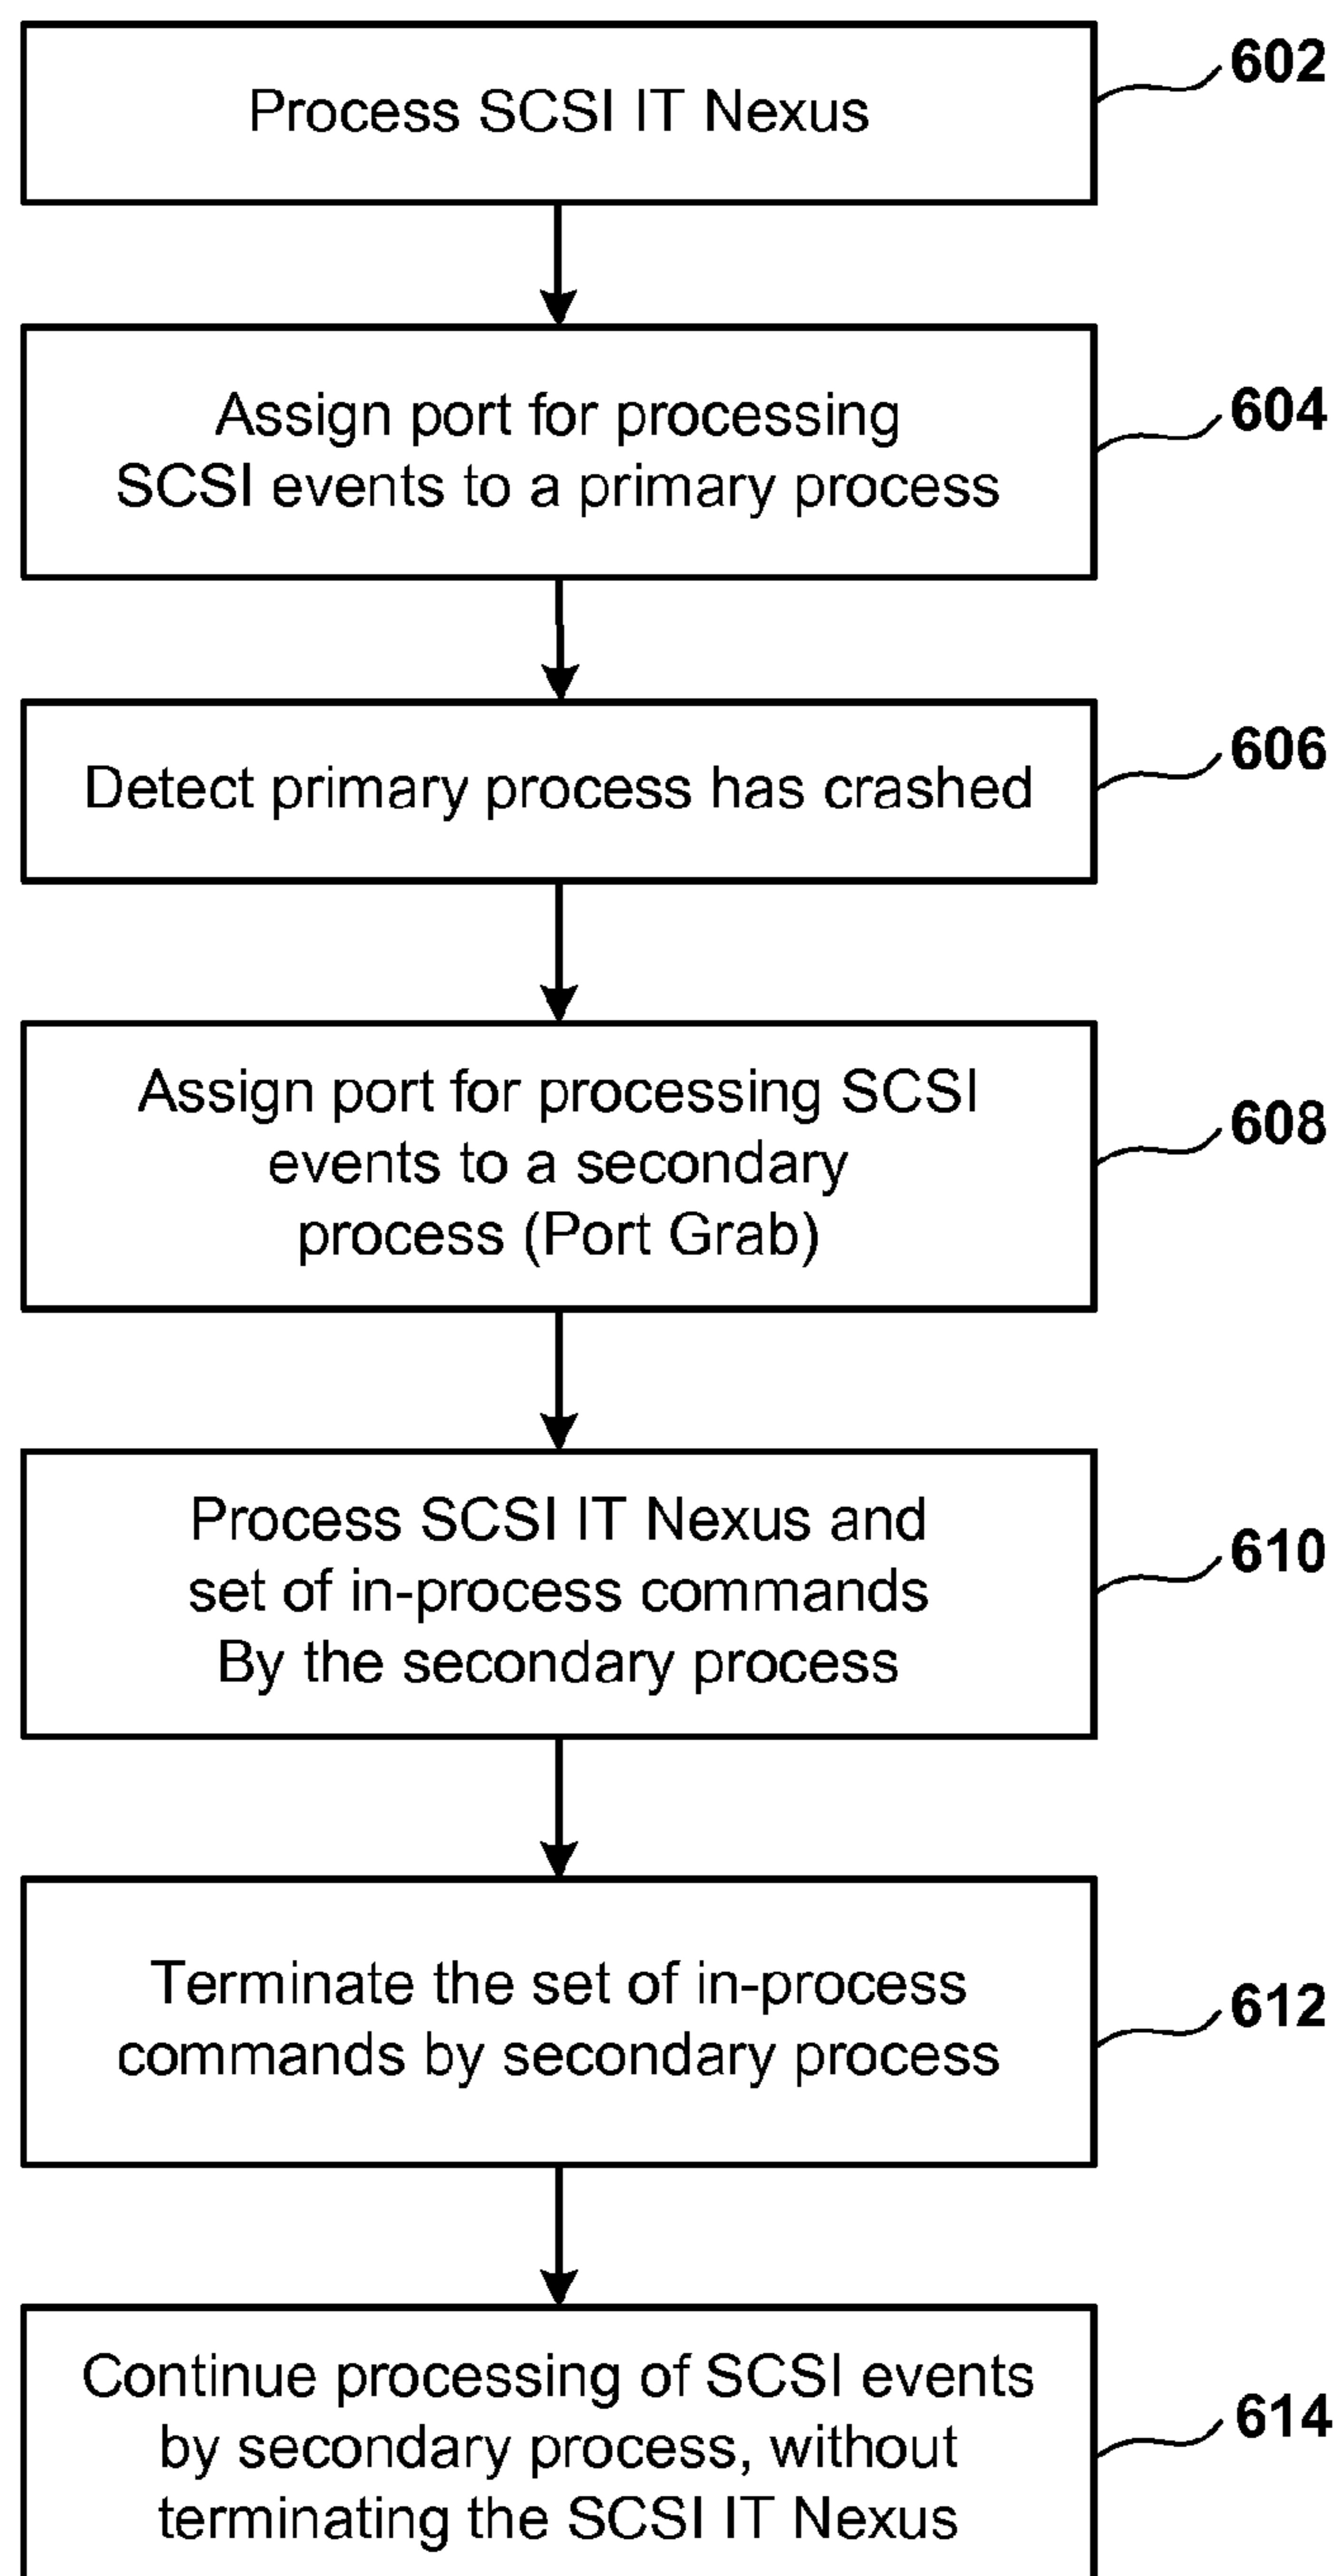 Process SCSI IT Nexus
602
Assign port for processing
SCSI events to a primary process
604
Detect primary process has crashed
606
Assign port for processing SCSI
events to a secondary
process (Port Grab)
608
Process SCSI IT Nexus and
set of in-process commands
By the secondary process
610
Terminate the set of in-process
commands by secondary process
612
Continue processing of SCSI events
by secondary process, without
terminating the SCSI IT Nexus
614